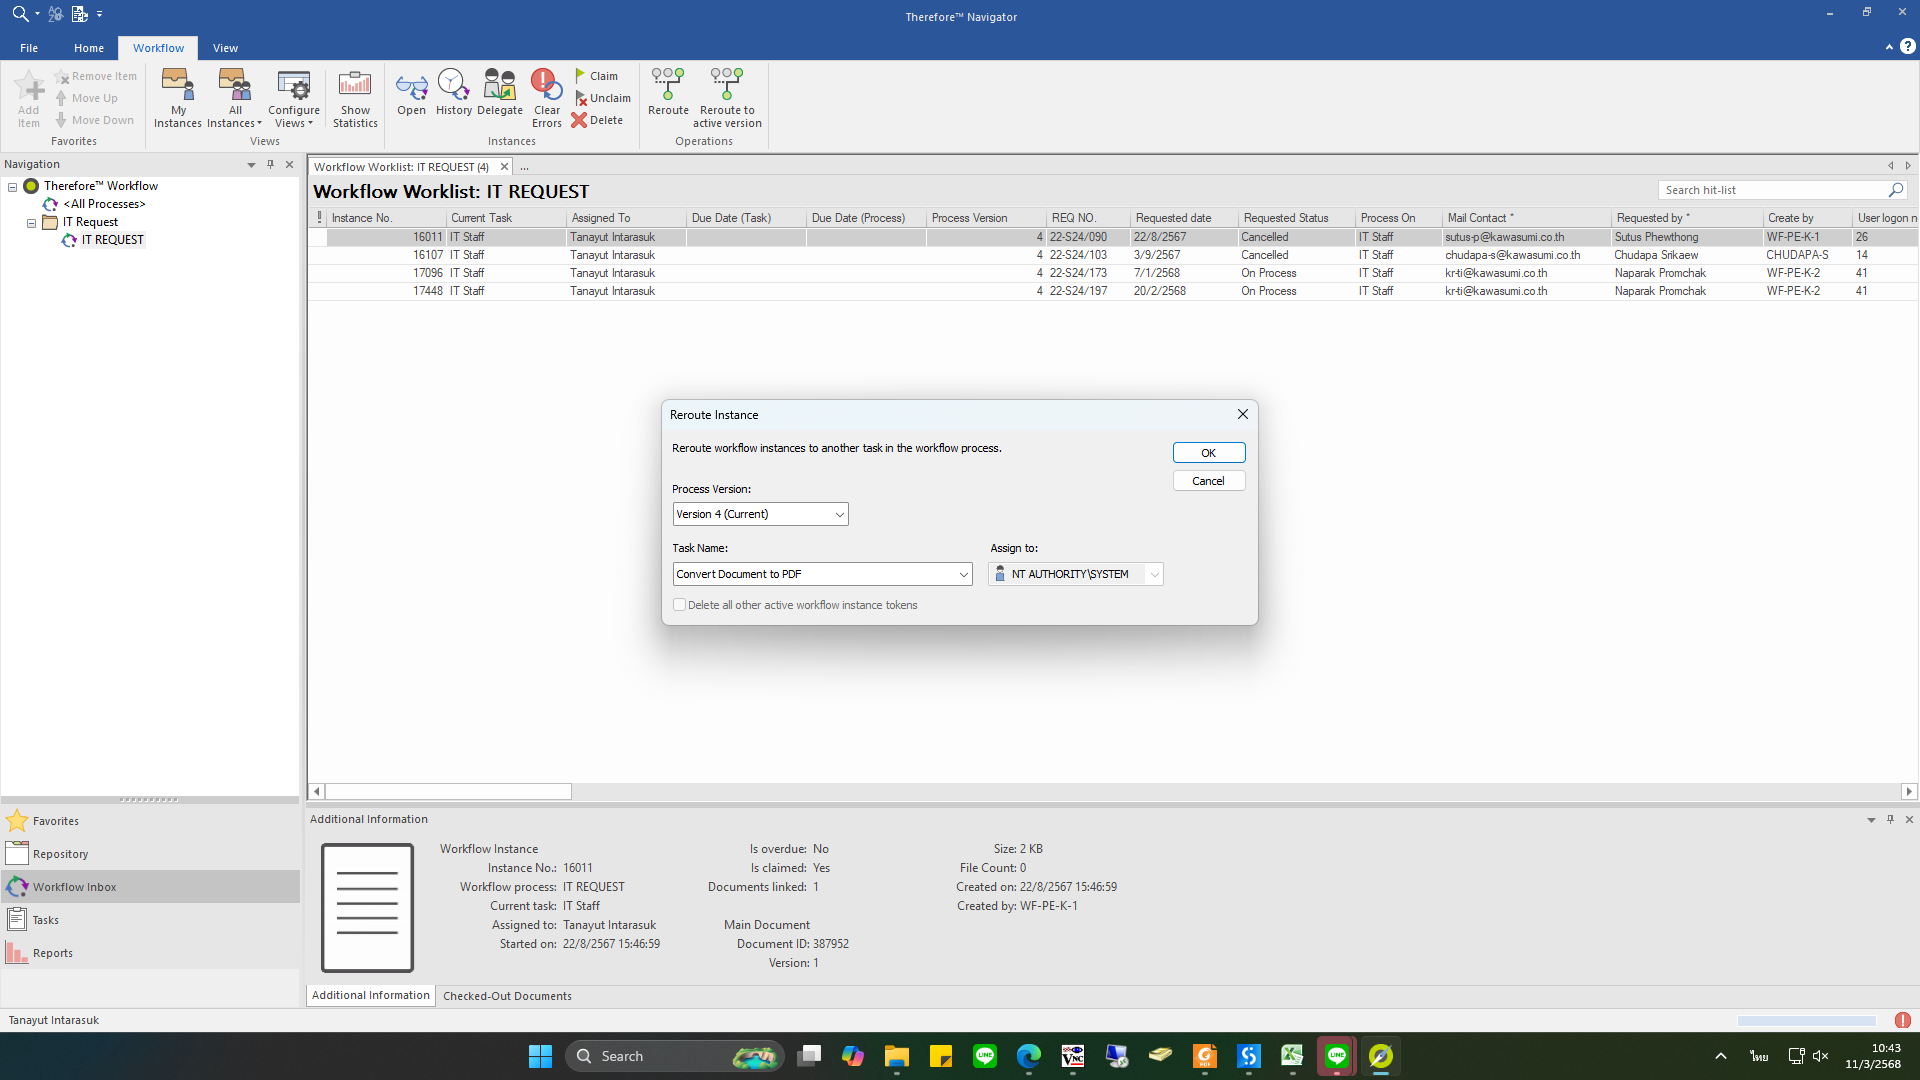 Therefore™ Navigator
File
Home
Workflow
View
Add Item
Remove Item
Move Up
Move Down
Favorites
My Instances
All Instances
Configure Views
Views
Show Statistics
Open
History
Delegate
Clear Errors
Claim
Unclaim
Delete
Instances
Reroute
Reroute to active version
Operations
Navigation
Therefore™ Workflow
<All Processes>
IT Request
IT REQUEST
Workflow Worklist: IT REQUEST (4)
...
Workflow Worklist: IT REQUEST
Search hit-list
! Instance No. Current Task Assigned To Due Date (Task) Due Date (Process) Process Version REQ NO. Requested date Requested Status Process On Mail Contact * Requested by * Create by User logon n
16011 IT Staff Tanayut Intarasuk 4 22-S24/090 22/8/2567 Cancelled IT Staff sutus-p@kawasumi.co.th Sutus Phewthong WF-PE-K-1 26
16107 IT Staff Tanayut Intarasuk 4 22-S24/103 3/9/2567 Cancelled IT Staff chudapa-s@kawasumi.co.th Chudapa Srikaew CHUDAPA-S 14
17096 IT Staff Tanayut Intarasuk 4 22-S24/173 7/1/2568 On Process IT Staff kr-ti@kawasumi.co.th Naparak Promchak WF-PE-K-2 41
17448 IT Staff Tanayut Intarasuk 4 22-S24/197 20/2/2568 On Process IT Staff kr-ti@kawasumi.co.th Naparak Promchak WF-PE-K-2 41
Reroute Instance
Reroute workflow instances to another task in the workflow process.
OK
Cancel
Process Version:
Version 4 (Current)
Task Name:
Assign to:
Convert Document to PDF
NT AUTHORITY\SYSTEM
Delete all other active workflow instance tokens
Favorites
Repository
Workflow Inbox
Tasks
Reports
Additional Information
Workflow Instance
Instance No.: 16011
Workflow process: IT REQUEST
Current task: IT Staff
Assigned to: Tanayut Intarasuk
Started on: 22/8/2567 15:46:59
Is overdue: No
Is claimed: Yes
Documents linked: 1
Main Document
Document ID: 387952
Version: 1
Size: 2 KB
File Count: 0
Created on: 22/8/2567 15:46:59
Created by: WF-PE-K-1
Additional Information
Checked-Out Documents
Tanayut Intarasuk
Search
ไทย
10:43
11/3/2568